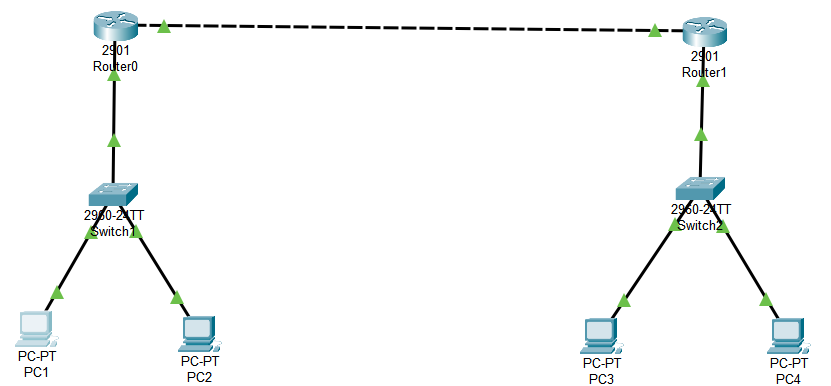 2901
Router0
2901
Router1
2960-24TT
Switch1
2960-24TT
Switch2
PC-PT
PC1
PC-PT
PC2
PC-PT
PC3
PC-PT
PC4